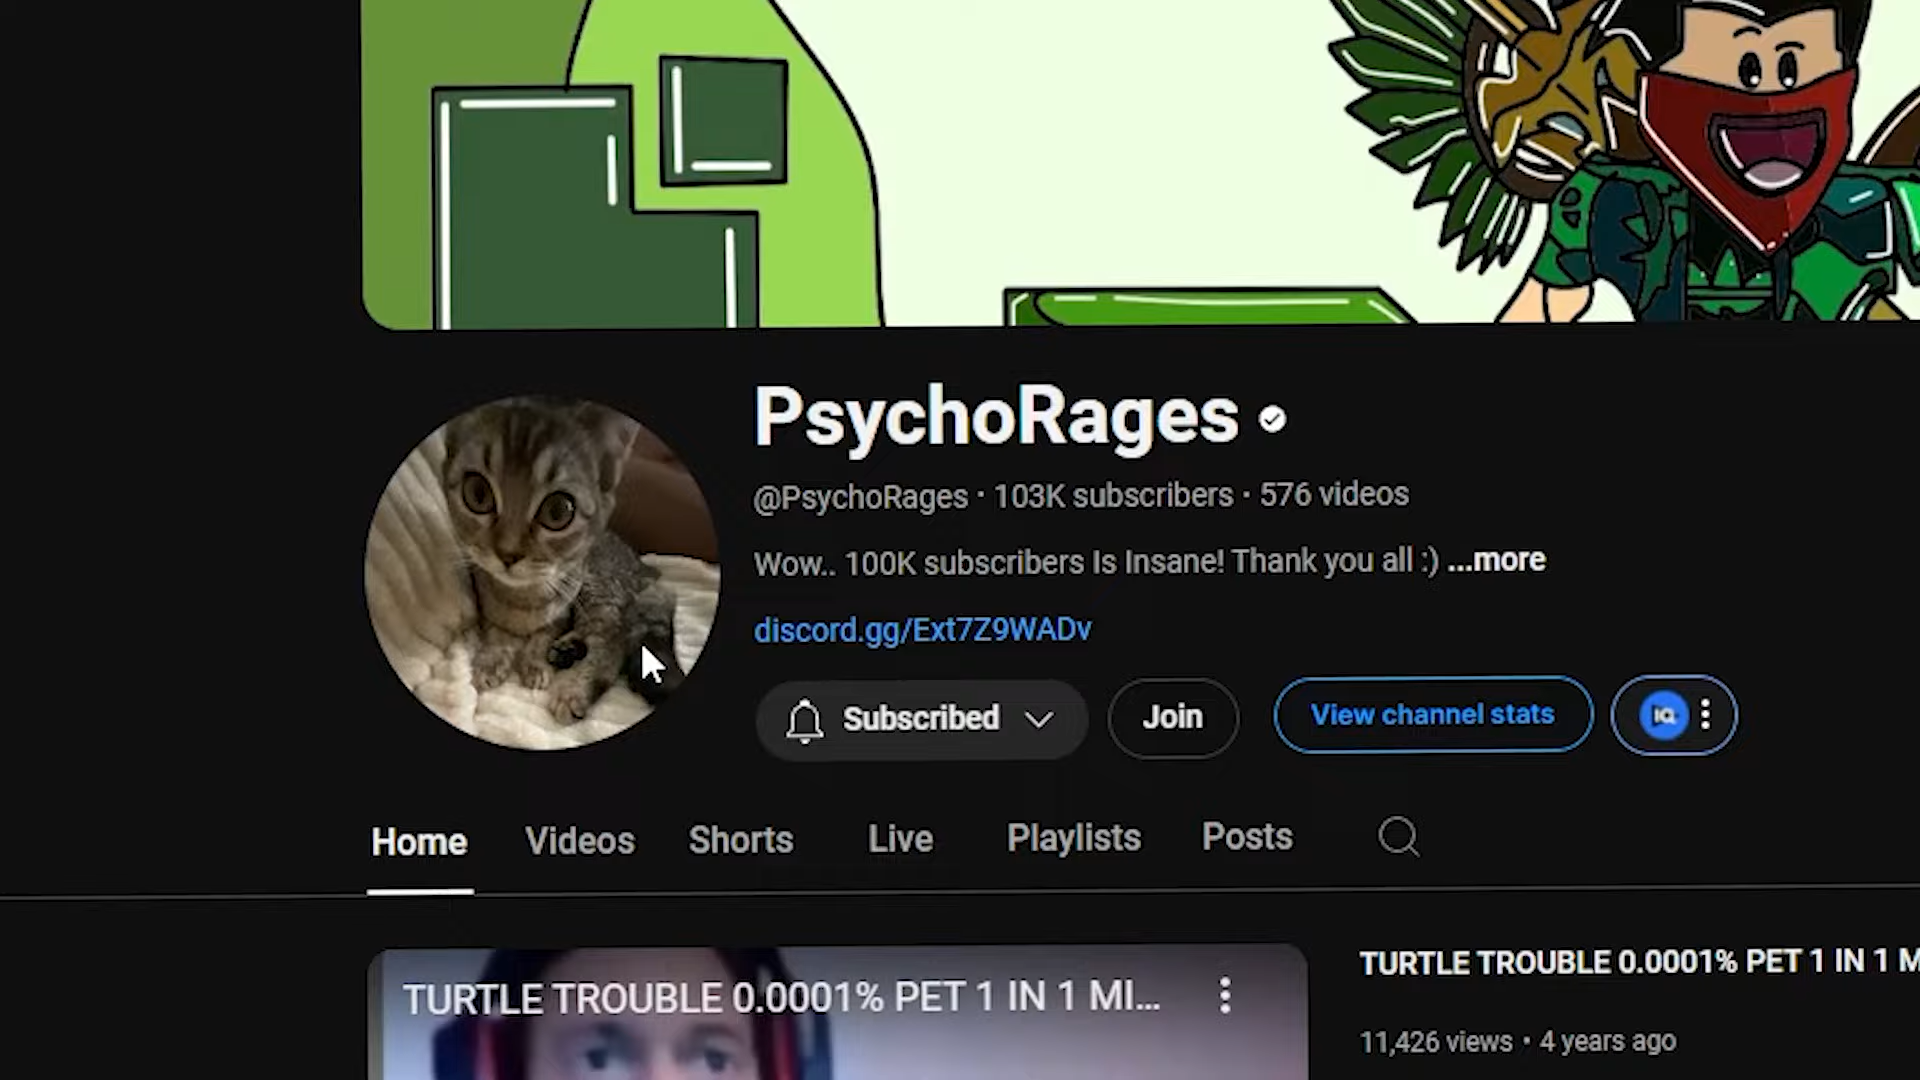 PsychoRages
@PsychoRages · 103K subscribers · 576 videos
Wow.. 100K subscribers Is Insane! Thank you all :) ...more
discord.gg/Ext7Z9WADv
Subscribed
Join
View channel stats
IQ
Home
Videos
Shorts
Live
Playlists
Posts
TURTLE TROUBLE 0.0001% PET 1 IN 1 MI...
TURTLE TROUBLE 0.0001% PET 1 IN 1 M
11,426 views · 4 years ago